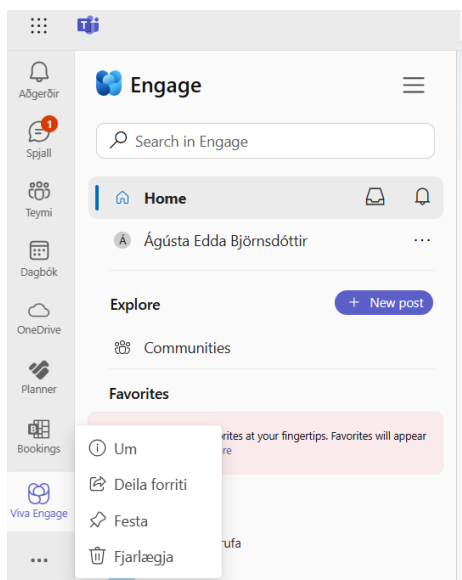 Engage
Aðgerðir
1
Search in Engage
Spjall
Home
Teymi
Á Ágústa Edda Björnsdóttir
Dagbók
Explore
+ New post
OneDrive
Communities
Planner
Favorites
rites at your fingertips. Favorites will appear
re
Bookings
Um
Deila forriti
Viva Engage
Festa
rufa
Fjarlægja